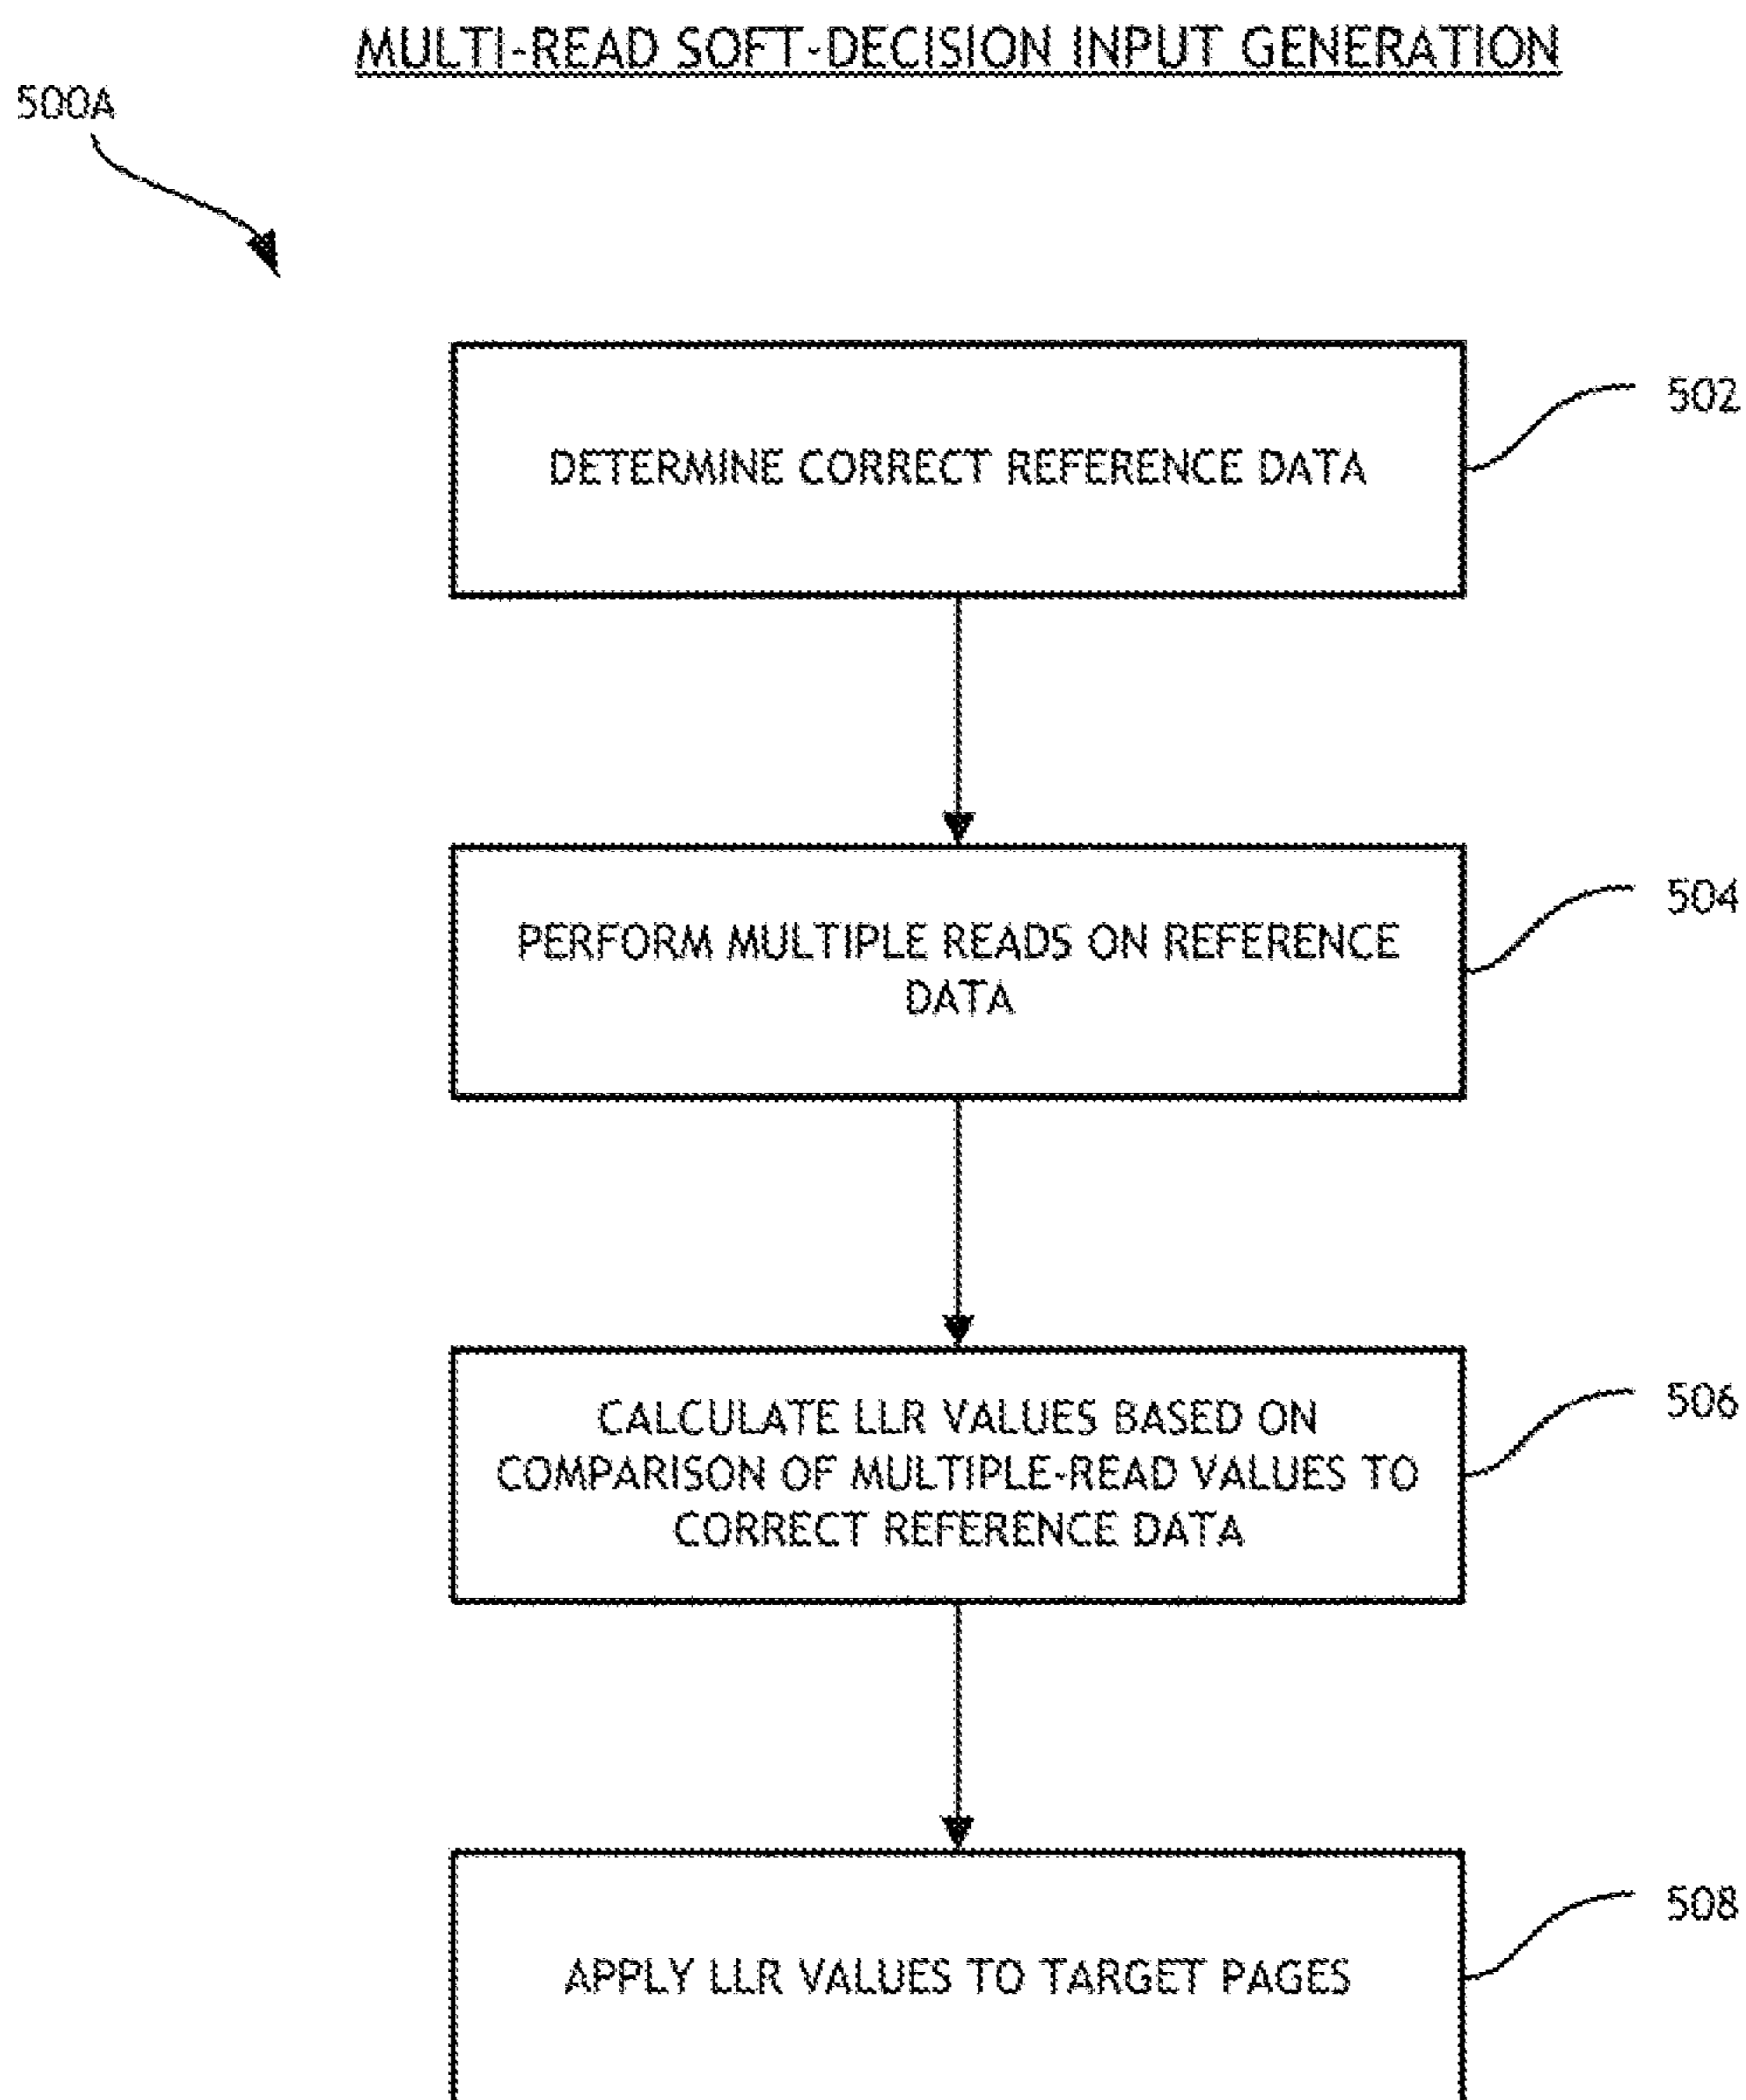 MULTI-READ SOFT-DECISION INPUT GENERATION
500A
DETERMINE CORRECT REFERENCE DATA
502
PERFORM MULTIPLE READS ON REFERENCE
DATA
504
CALCULATE LLR VALUES BASED ON
COMPARISON OF MULTIPLE-READ VALUES TO
CORRECT REFERENCE DATA
506
APPLY LLR VALUES TO TARGET PAGES
508